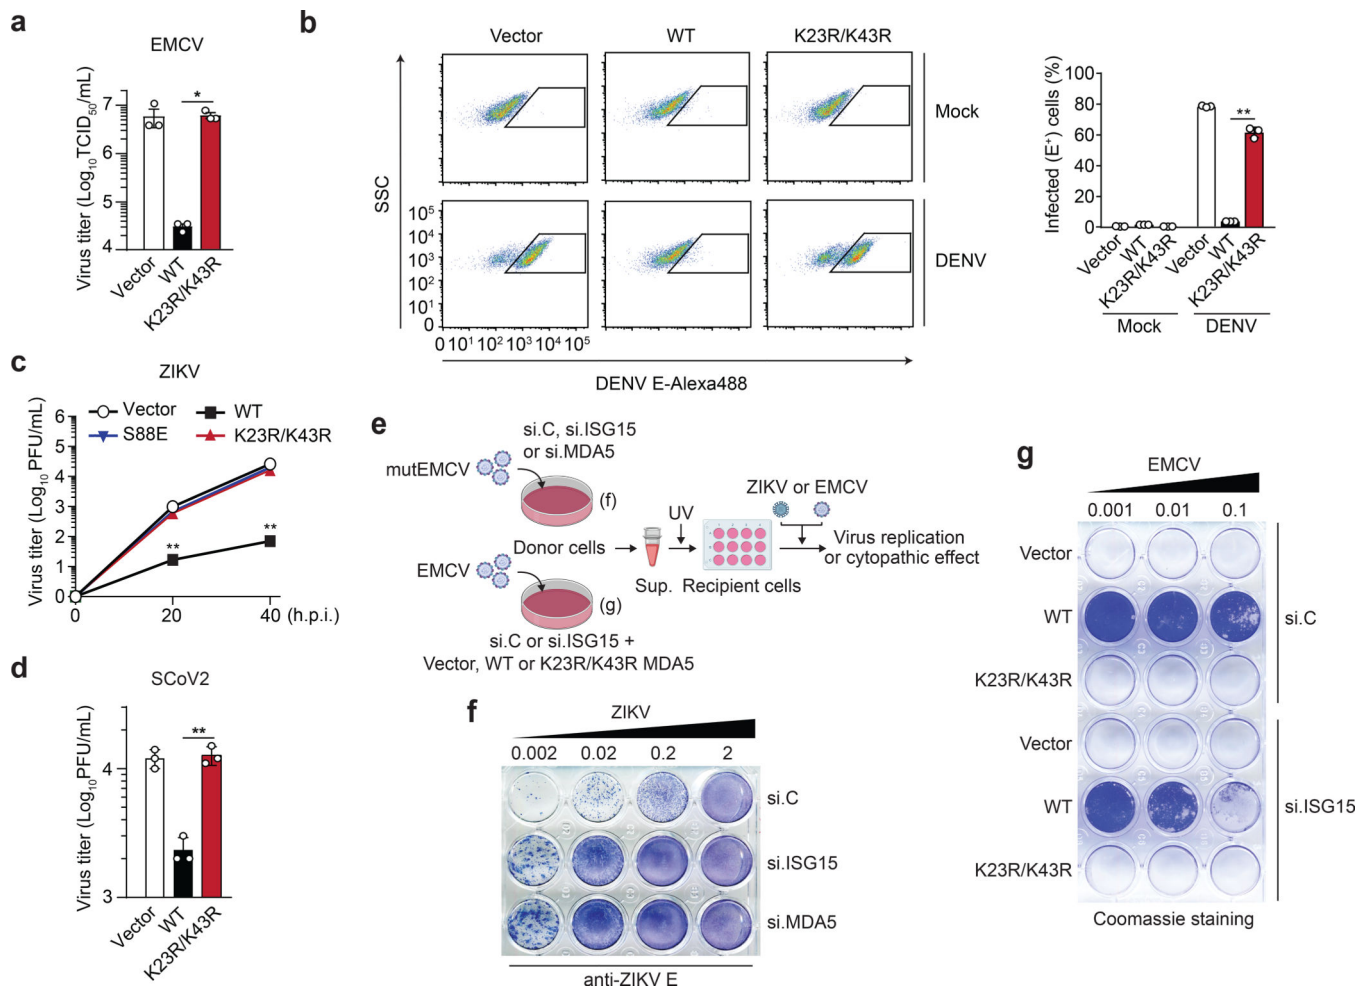 a
EMCV
Virus titer (Log10TCID50/mL)
7
6
5
4
*
Vector
WT
K23R/K43R
b
Vector
WT
K23R/K43R
Mock
DENV
SSC
10^5
10^4
10^3
10^2
10^1
0
0 10^1 10^2 10^3 10^4 10^5
DENV E-Alexa488
Infected (E+) cells (%)
100
80
60
40
20
0
**
Vector
WT
K23R/K43R
Vector
WT
K23R/K43R
Mock
DENV
c
ZIKV
Vector
WT
S88E
K23R/K43R
Virus titer (Log10PFU/mL)
6
5
4
3
2
1
0
**
**
0
20
40
(h.p.i.)
d
SCoV2
Virus titer (Log10PFU/mL)
4
3
**
Vector
WT
K23R/K43R
e
si.C, si.ISG15
or si.MDA5
mutEMCV
(f)
Donor cells
EMCV
(g)
si.C or si.ISG15 +
Vector, WT or K23R/K43R MDA5
UV
Sup.
Recipient cells
ZIKV or EMCV
Virus replication
or cytopathic effect
f
ZIKV
0.002 0.02 0.2 2
si.C
si.ISG15
si.MDA5
anti-ZIKV E
g
EMCV
0.001 0.01 0.1
Vector
WT
K23R/K43R
si.C
Vector
WT
K23R/K43R
si.ISG15
Coomassie staining